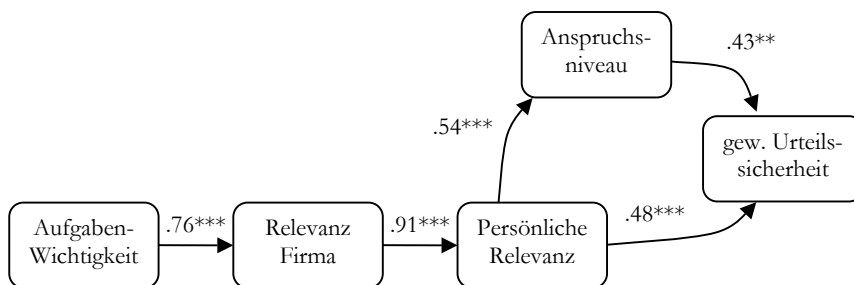 Anspruchs-
niveau
.43**
.54***
gew. Urteils-
sicherheit
Aufgaben-
Wichtigkeit
.76***
Relevanz
Firma
.91***
Persönliche
Relevanz
.48***